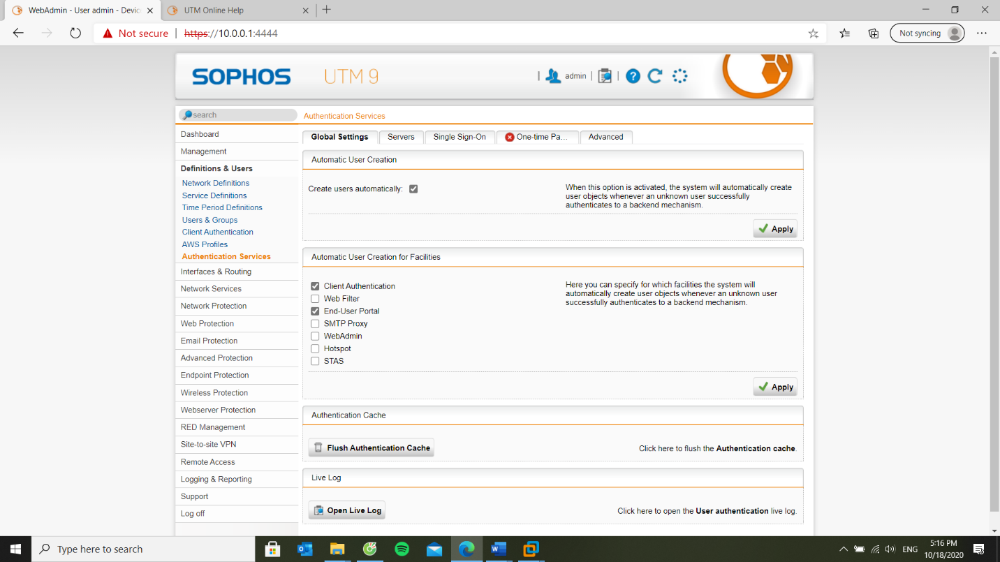 WebAdmin - User admin - Devic
UTM Online Help
Not secure
https://10.0.0.1:4444
Not syncing
SOPHOS UTM 9
admin
search
Authentication Services
Dashboard
Management
Definitions & Users
Network Definitions
Service Definitions
Time Period Definitions
Users & Groups
Client Authentication
AWS Profiles
Authentication Services
Interfaces & Routing
Network Services
Network Protection
Web Protection
Email Protection
Advanced Protection
Endpoint Protection
Wireless Protection
Webserver Protection
RED Management
Site-to-site VPN
Remote Access
Logging & Reporting
Support
Log off
Global Settings
Servers
Single Sign-On
One-time Pa...
Advanced
Automatic User Creation
Create users automatically:
When this option is activated, the system will automatically create
user objects whenever an unknown user successfully
authenticates to a backend mechanism.
Apply
Automatic User Creation for Facilities
Client Authentication
Web Filter
End-User Portal
SMTP Proxy
WebAdmin
Hotspot
STAS
Here you can specify for which facilities the system will
automatically create user objects whenever an unknown user
successfully authenticates to a backend mechanism.
Apply
Authentication Cache
Flush Authentication Cache
Click here to flush the Authentication cache.
Live Log
Open Live Log
Click here to open the User authentication live log.
Type here to search
ENG
5:16 PM
10/18/2020